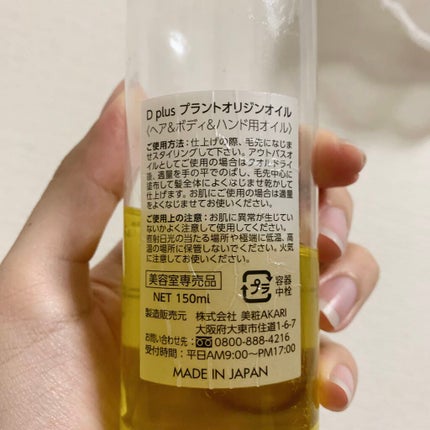 D plus プラントオリジンオイル
〈ヘア&ボディ&ハンド用オイル〉
ご使用方法：仕上げの際、毛先になじま
せスタイリングして下さい。アウトバスオ
イルとしてご使用の場合はタオルドライ
後、適量を手の平でのばし、毛先中心に
塗布して髪全体によくなじませ乾かして
仕上げます。お肌にご使用の場合は適量
をよくなじませてお使いください。
ご使用上の注意：お肌に異常が生じてい
ないかよく注意して使用してください。
直射日光の当たる場所や極端に低温、高温
の場所に保管しないでください。火気
に注意してお使いください。
美容室専売品
NET 150mL
プラ
容器
中栓
製造販売元 株式会社 美粧AKARI
大阪府大東市住道1-6-7
お問い合わせ先：0800-888-4216
受付時間：平日AM9:00〜PM17:00
MADE IN JAPAN